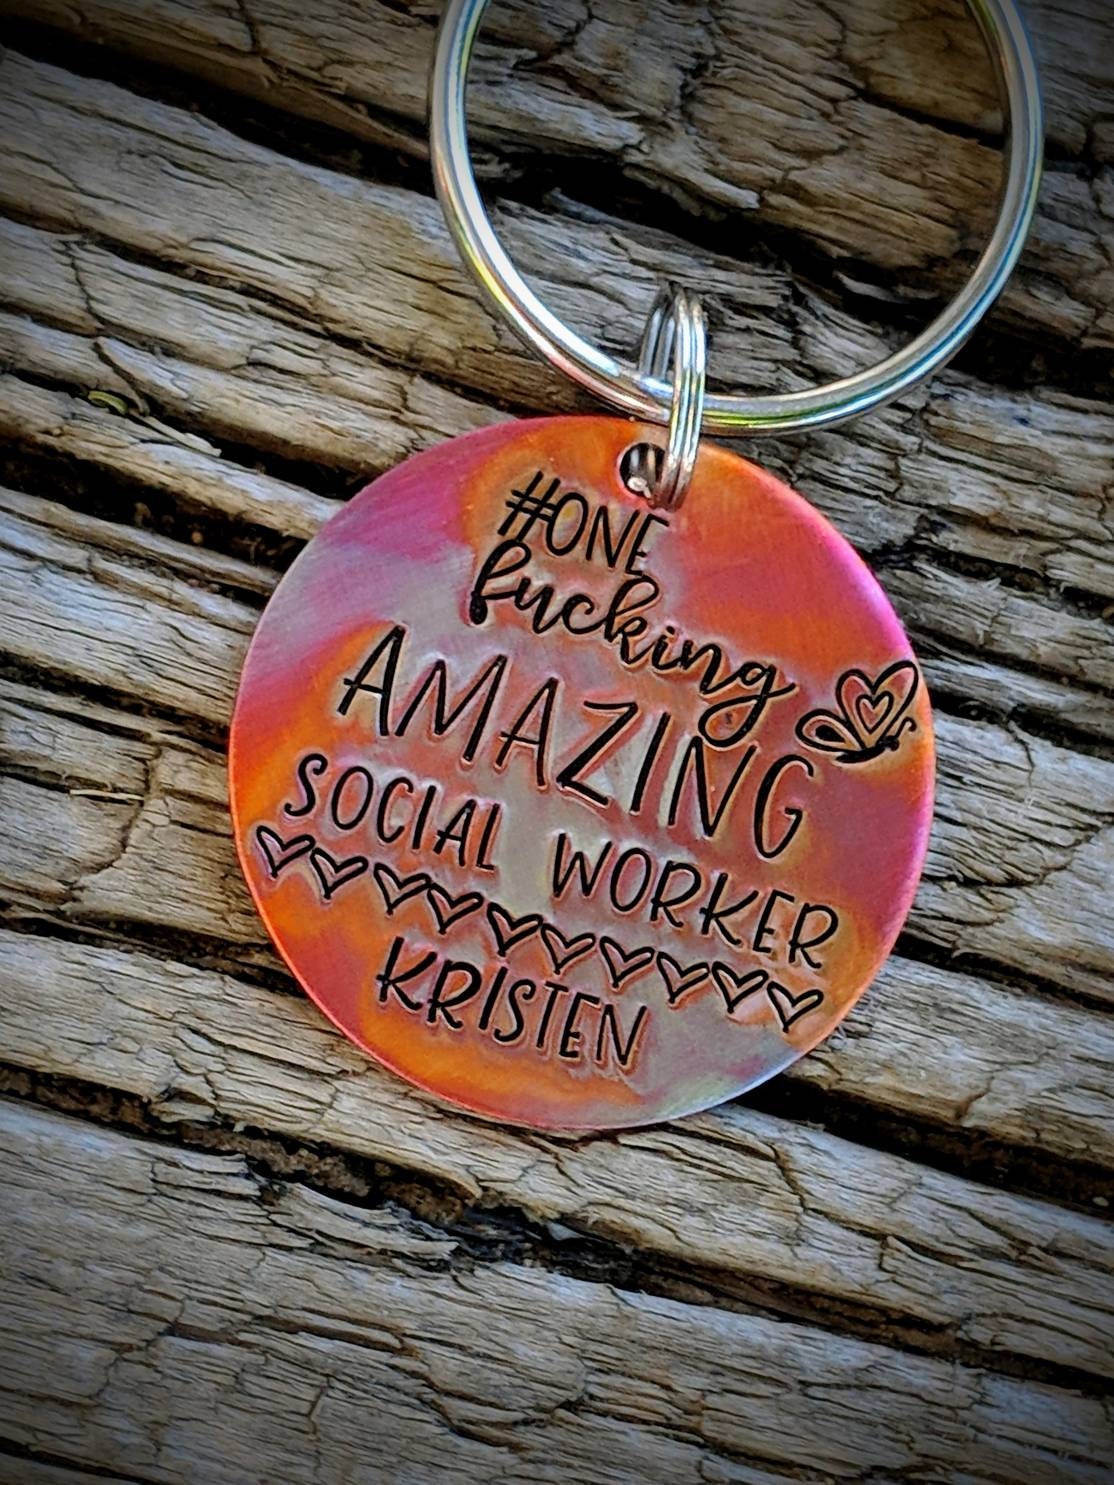 #ONE
fucking
AMAZING
SOCIAL WORKER
KRISTEN